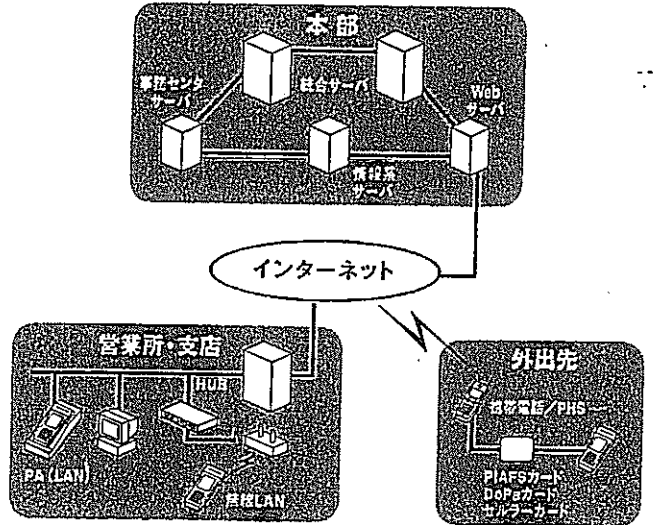 本部
統合サーバ
センタ
サーバ
Web
サーバ
情報系
サーバ
インターネット
営業所・支店
HUB
PA(LAN)
無線LAN
外出先
携帯電話/PHS
PIAFSカード
DoPaカード
セルラーカード